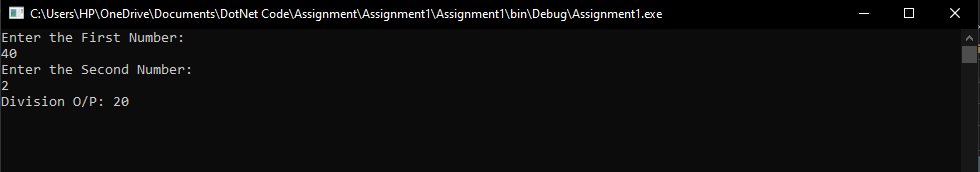 C:\Users\HP\OneDrive\Documents\DotNet Code\Assignment\Assignment1\Assignment1\bin\Debug\Assignment1.exe
Enter the First Number:
40
Enter the Second Number:
2
Division O/P: 20